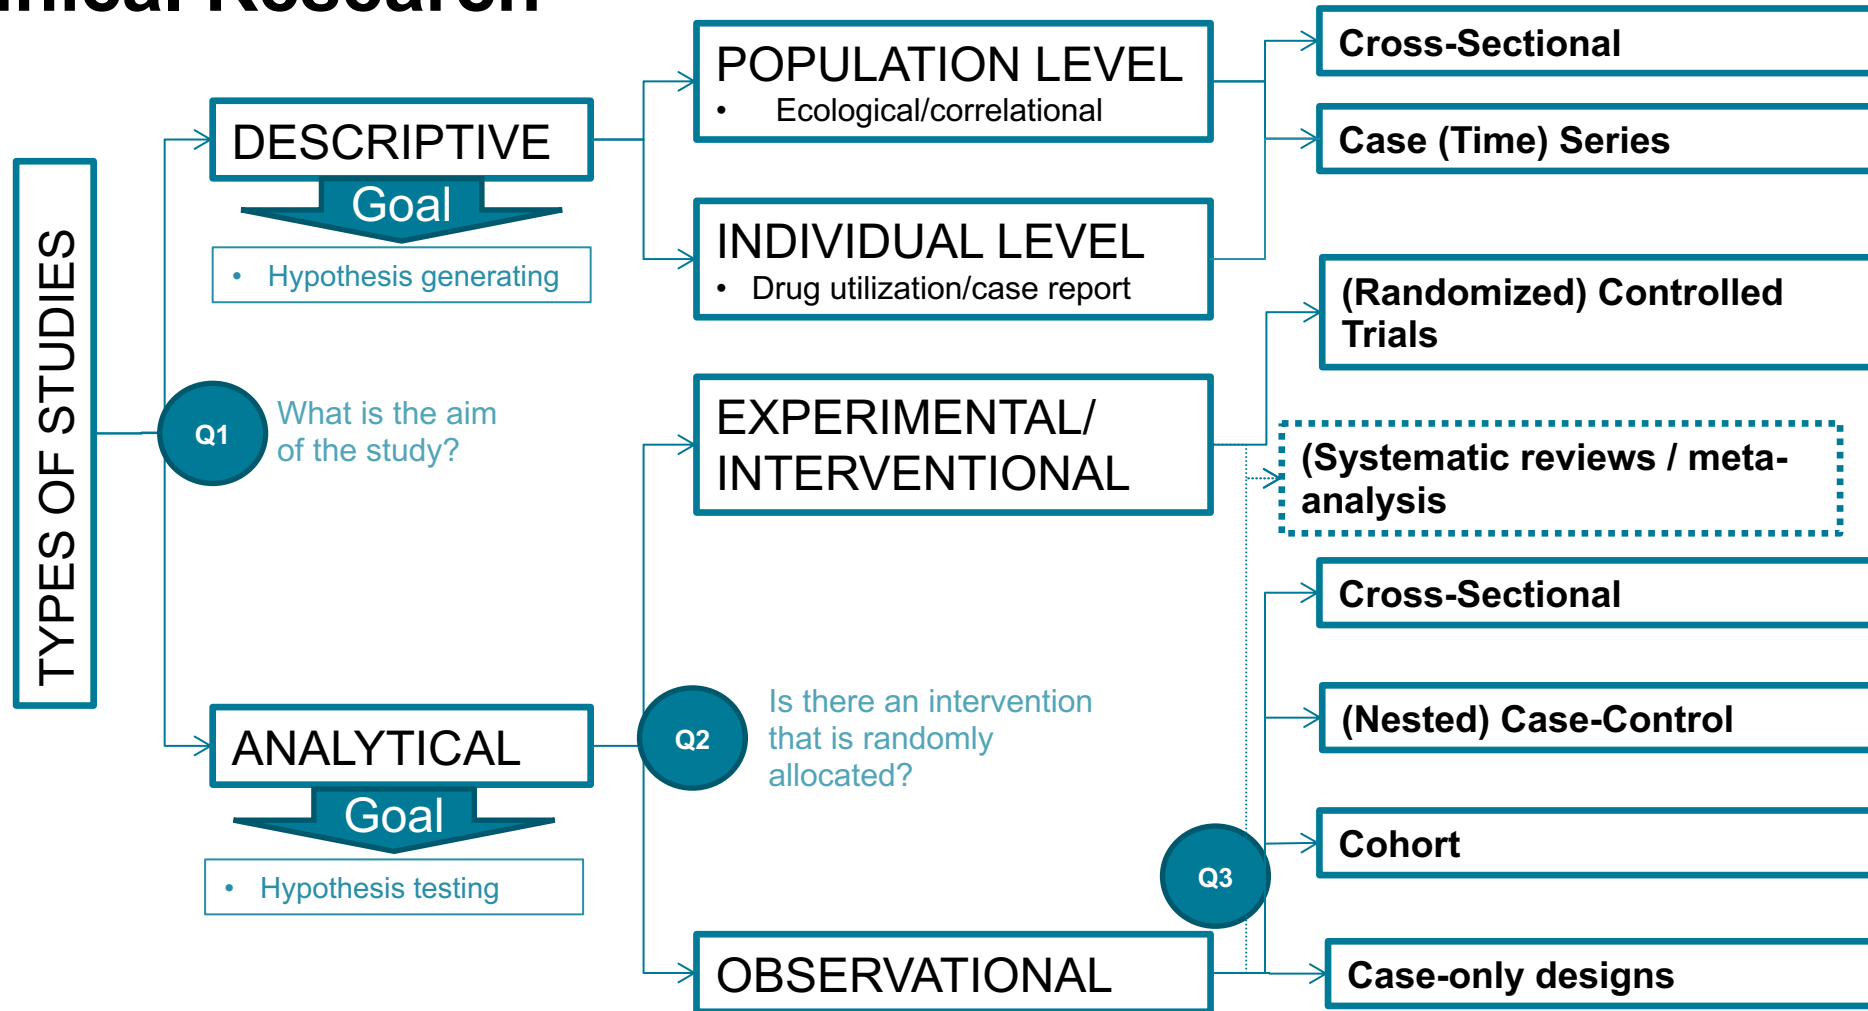 TYPES OF STUDIES
DESCRIPTIVE
Goal
• Hypothesis generating
Q1
What is the aim
of the study?
ANALYTICAL
Goal
• Hypothesis testing
POPULATION LEVEL
• Ecological/correlational
INDIVIDUAL LEVEL
• Drug utilization/case report
EXPERIMENTAL/
INTERVENTIONAL
Q2
Is there an intervention
that is randomly
allocated?
OBSERVATIONAL
Q3
Cross-Sectional
Case (Time) Series
(Randomized) Controlled
Trials
(Systematic reviews / meta-
analysis
Cross-Sectional
(Nested) Case-Control
Cohort
Case-only designs